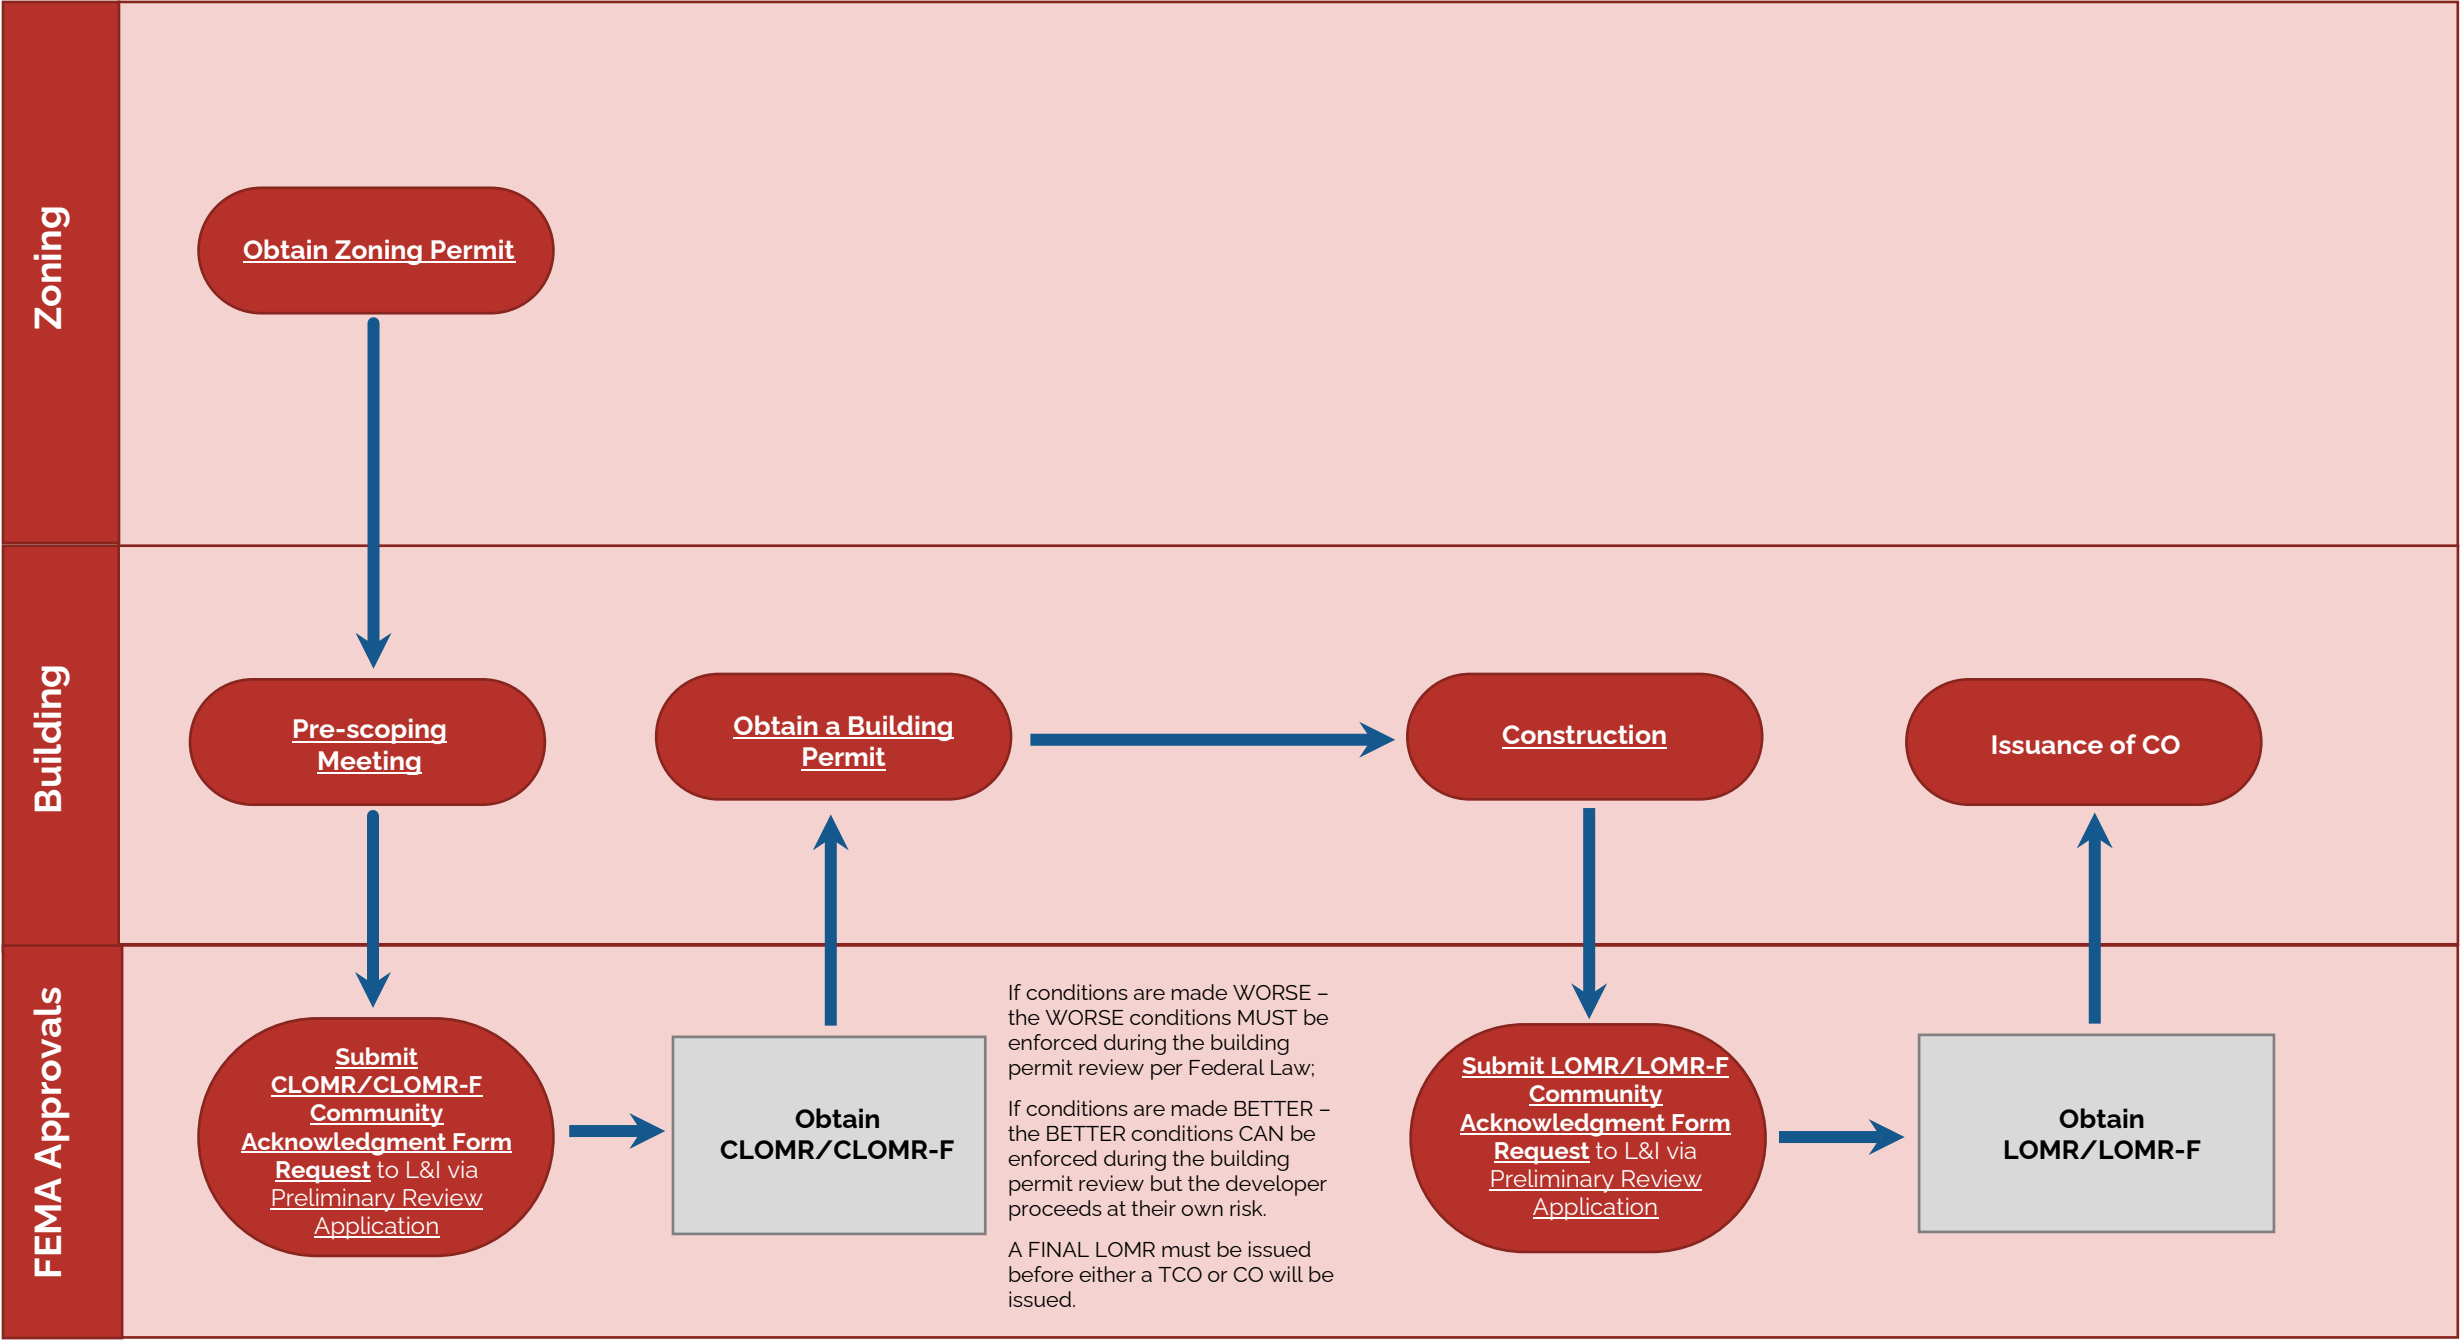 Zoning
Obtain Zoning Permit
Building
Pre-scoping
Meeting
Obtain a Building
Permit
Construction
Issuance of CO
FEMA Approvals
Submit
CLOMR/CLOMR-F
Community
Acknowledgment Form
Request to L&I via
Preliminary Review
Application
Obtain
CLOMR/CLOMR-F
If conditions are made WORSE –
the WORSE conditions MUST be
enforced during the building
permit review per Federal Law;
If conditions are made BETTER –
the BETTER conditions CAN be
enforced during the building
permit review but the developer
proceeds at their own risk.
A FINAL LOMR must be issued
before either a TCO or CO will be
issued.
Submit LOMR/LOMR-F
Community
Acknowledgment Form
Request to L&I via
Preliminary Review
Application
Obtain
LOMR/LOMR-F